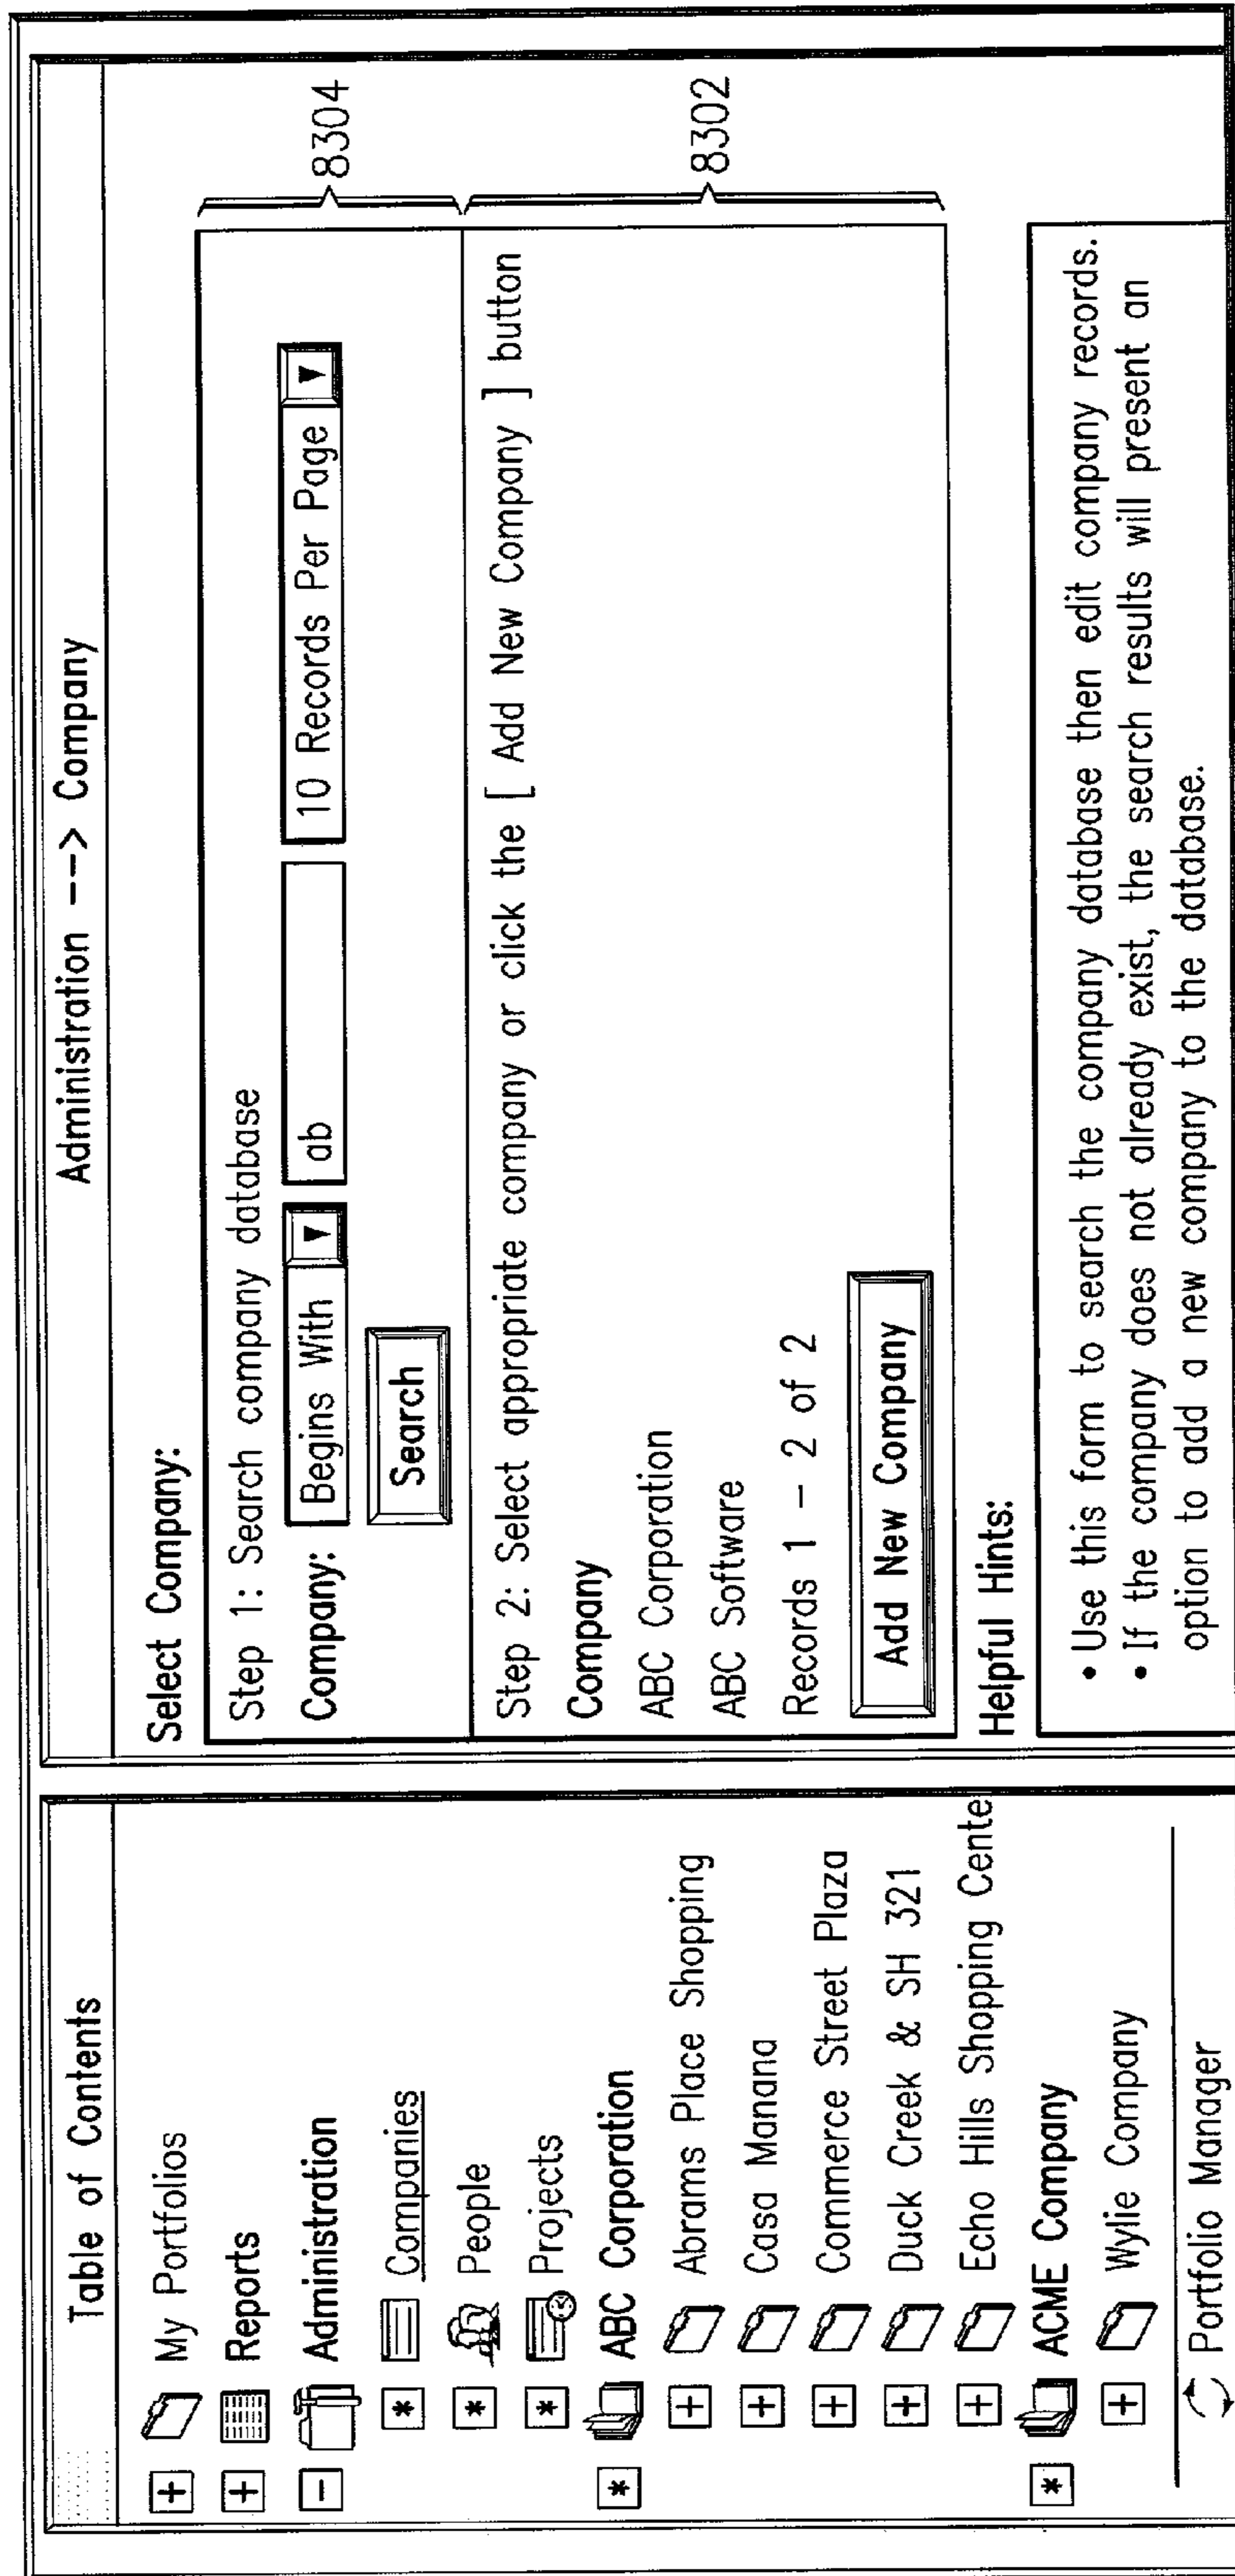 Table of Contents
+ My Portfolios
+ Reports
- Administration
* Companies
* People
* Projects
* ABC Corporation
+ Abrams Place Shopping
+ Casa Manana
+ Commerce Street Plaza
+ Duck Creek & SH 321
+ Echo Hills Shopping Cente
* ACME Company
+ Wylie Company
Portfolio Manager
Administration --> Company
Select Company:
Step 1: Search company database
Company: Begins With ▼ ab 10 Records Per Page ▼
Search
8304
Step 2: Select appropriate company or click the [ Add New Company ] button
Company
ABC Corporation
ABC Software
Records 1 - 2 of 2
Add New Company
8302
Helpful Hints:
• Use this form to search the company database then edit company records.
• If the company does not already exist, the search results will present an
option to add a new company to the database.